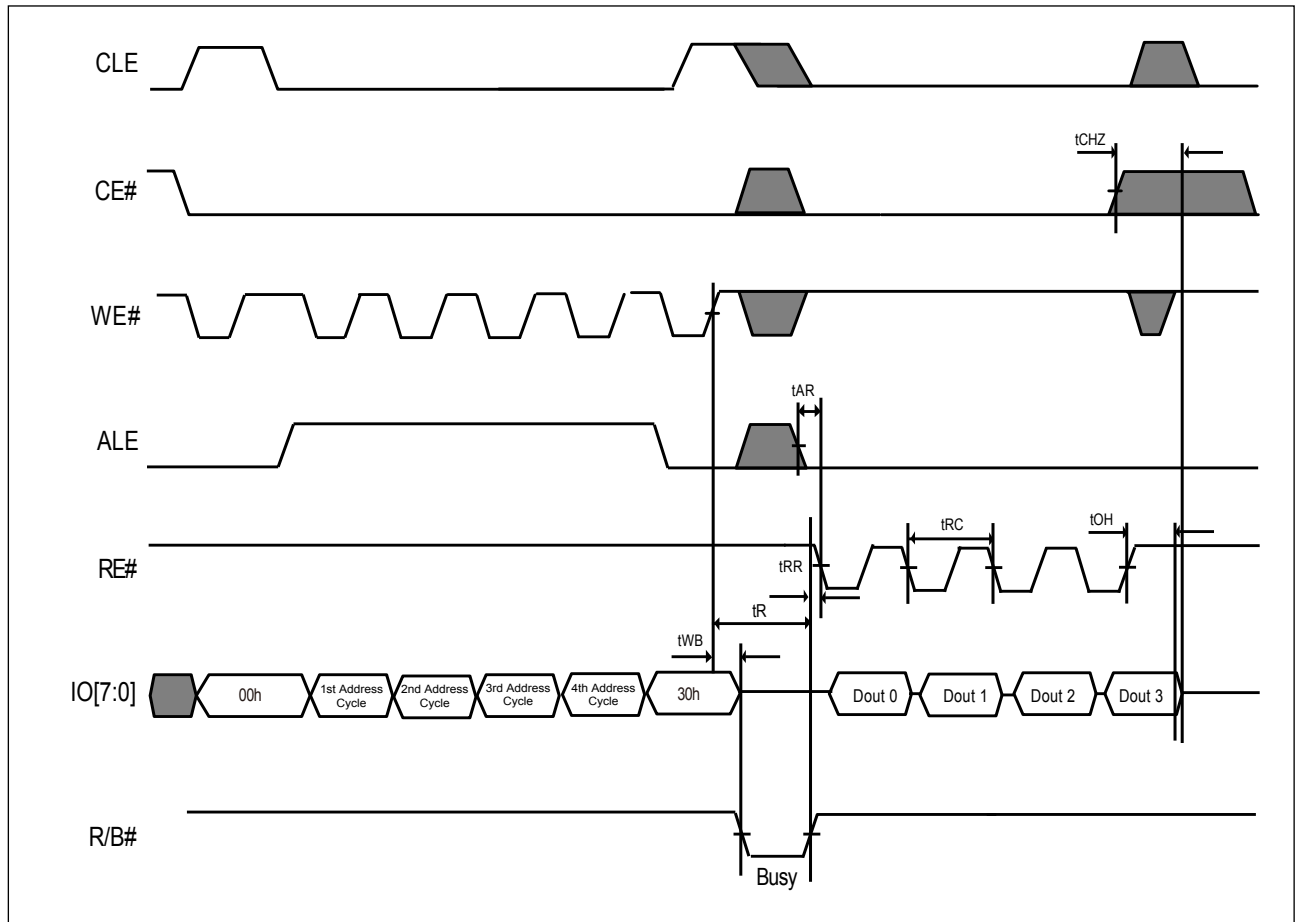 CLE
tCHZ
CE#
WE#
tAR
ALE
tRC
tOH
RE#
tRR
tR
tWB
IO[7:0]
00h
1st Address
Cycle
2nd Address
Cycle
3rd Address
Cycle
4th Address
Cycle
30h
Dout 0
Dout 1
Dout 2
Dout 3
R/B#
Busy